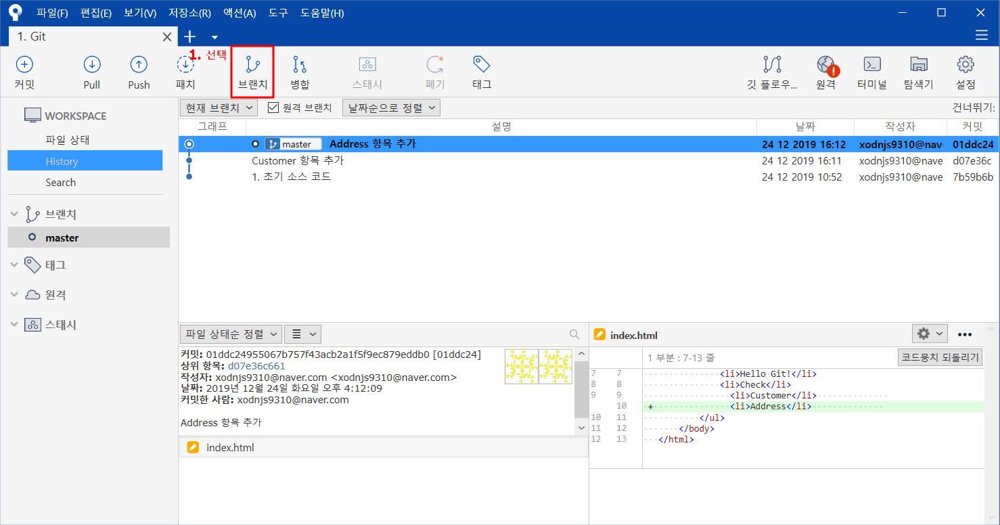 파일(F) 편집(E) 보기(V) 저장소(R) 액션(A) 도구 도움말(H)
1. Git
1. 선택
커밋 Pull Push 패치 브랜치 병합 스태시 폐기 태그 깃 플로우... 원격 터미널 탐색기 설정
WORKSPACE
파일 상태
History
Search
브랜치
master
태그
원격
스태시
현재 브랜치 원격 브랜치 날짜순으로 정렬 건너뛰기:
그래프 설명 날짜 작성자 커밋
master Address 항목 추가 24 12 2019 16:12 xodnjs9310@nav 01ddc24
Customer 항목 추가 24 12 2019 16:11 xodnjs9310@nave d07e36c
1. 초기 소스 코드 24 12 2019 10:52 xodnjs9310@nave 7b59b6b
파일 상태순 정렬
커밋: 01ddc24955067b757f43acb2a1f5f9ec879eddb0 [01ddc24]
상위 항목: d07e36c661
작성자: xodnjs9310@naver.com <xodnjs9310@naver.com>
날짜: 2019년 12월 24일 화요일 오후 4:12:09
커밋한 사람: xodnjs9310@naver.com
Address 항목 추가
index.html
index.html
1 부분 : 7-13 줄 코드뭉치 되돌리기
7 7 <li>Hello Git!</li>
8 8 <li>Check</li>
9 9 <li>Customer</li>
10 + <li>Address</li>
10 11 </ul>
11 12 </body>
12 13 </html>